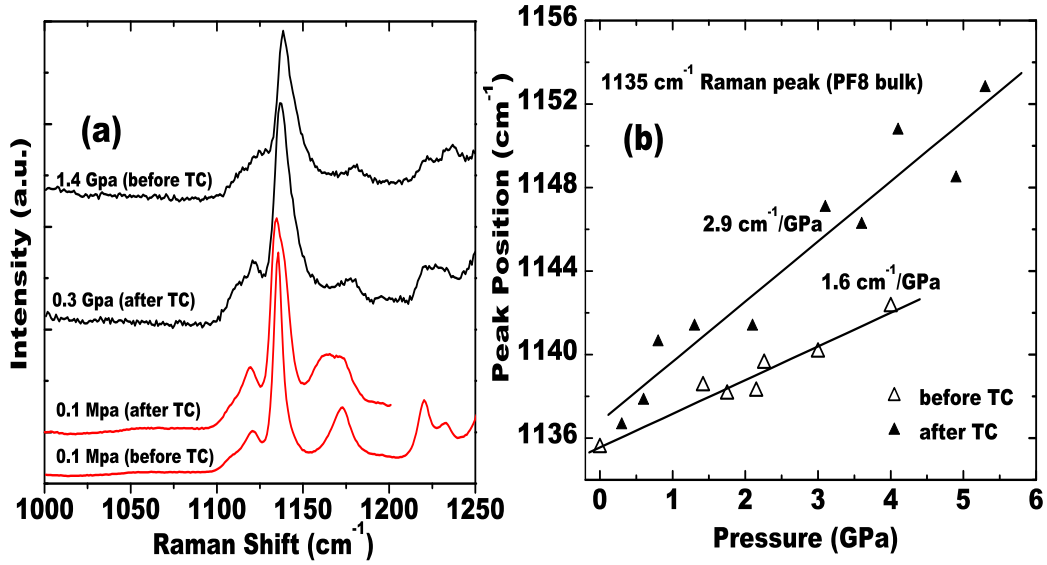 (a)
1.4 Gpa (before TC)
0.3 Gpa (after TC)
0.1 Mpa (after TC)
0.1 Mpa (before TC)
Intensity (a.u.)
1000 1050 1100 1150 1200 1250
Raman Shift (cm-1)
1156
1152
1148
1144
1140
1136
Peak Position (cm-1)
1135 cm-1 Raman peak (PF8 bulk)
(b)
2.9 cm-1/GPa
1.6 cm-1/GPa
before TC
after TC
0 1 2 3 4 5 6
Pressure (GPa)